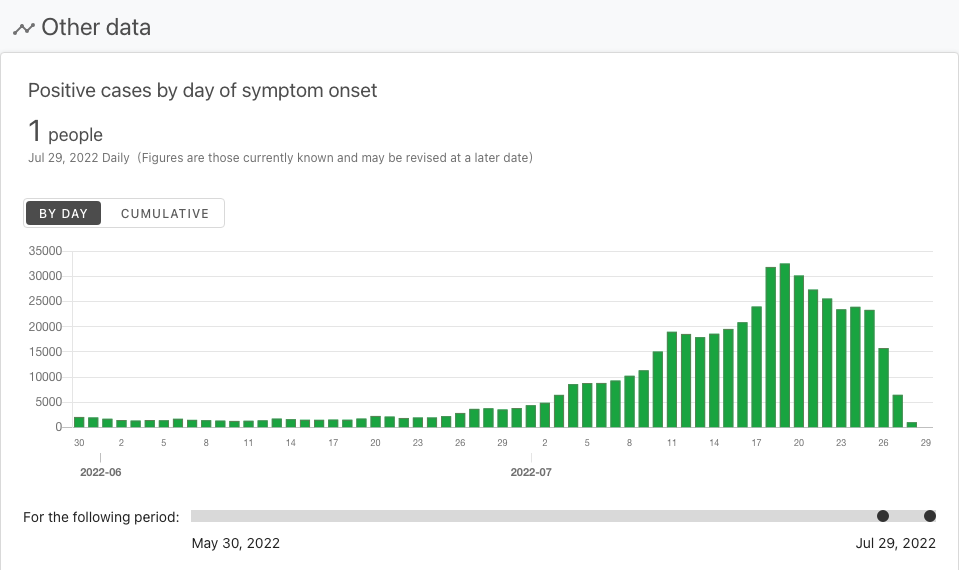 Other data
Positive cases by day of symptom onset
1 people
Jul 29, 2022 Daily (Figures are those currently known and may be revised at a later date)
BY DAY CUMULATIVE
35000
30000
25000
20000
15000
10000
5000
0
30 2 5 8 11 14 17 20 23 26 29 2 5 8 11 14 17 20 23 26 29
2022-06 2022-07
For the following period:
May 30, 2022 Jul 29, 2022